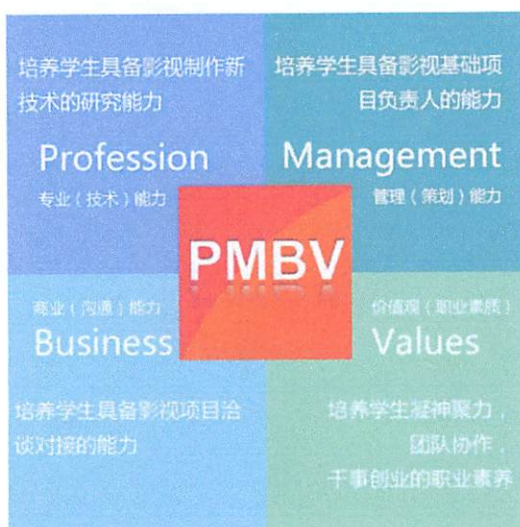 培养学生具备影视制作新
技术的研究能力
Profession
专业（技术）能力
培养学生具备影视基础项
目负责人的能力
Management
管理（策划）能力
PMBV
商业（沟通）能力
Business
培养学生具备影视项目洽
谈对接的能力
价值观（职业素质）
Values
培养学生凝神聚力，
团队协作，
干事创业的职业素养